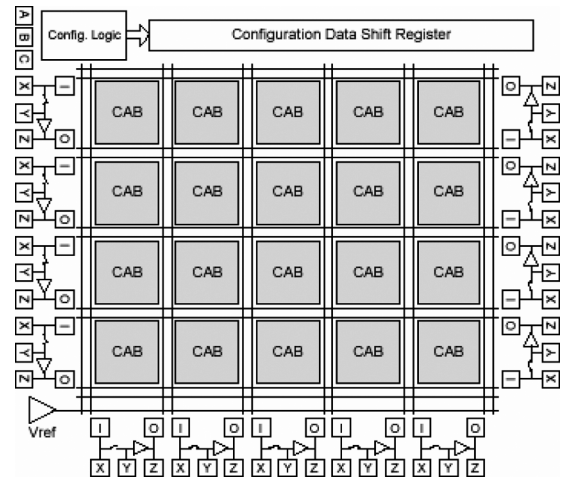 A
B
C
Config. Logic
Configuration Data Shift Register
X I
Y
Z O
CAB CAB CAB CAB CAB
O Z
Y
I X
X I
Y
Z O
CAB CAB CAB CAB CAB
O Z
Y
I X
X I
Y
Z O
CAB CAB CAB CAB CAB
O Z
Y
I X
X I
Y
Z O
CAB CAB CAB CAB CAB
O Z
Y
I X
Vref
I O I O I O I O I O
X Y Z X Y Z X Y Z X Y Z X Y Z